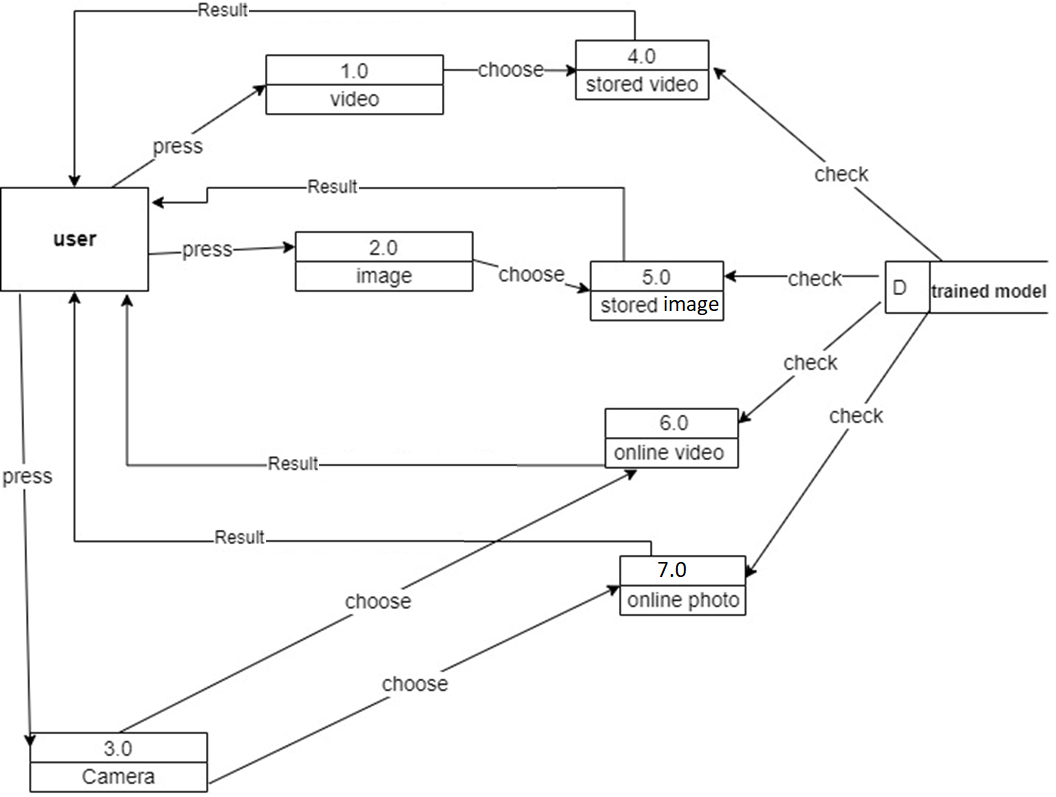 Result
1.0
video
choose
4.0
stored video
press
check
Result
user
press
2.0
image
choose
5.0
stored image
check
D
trained model
check
6.0
online video
check
Result
press
Result
7.0
online photo
choose
choose
3.0
Camera